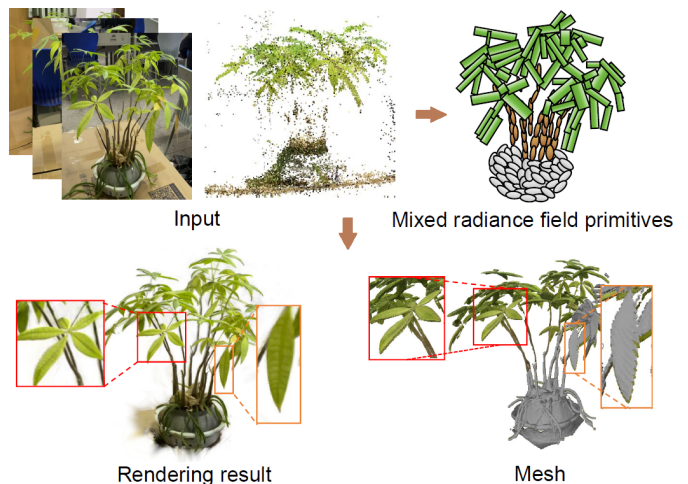 Input
Mixed radiance field primitives
Rendering result
Mesh